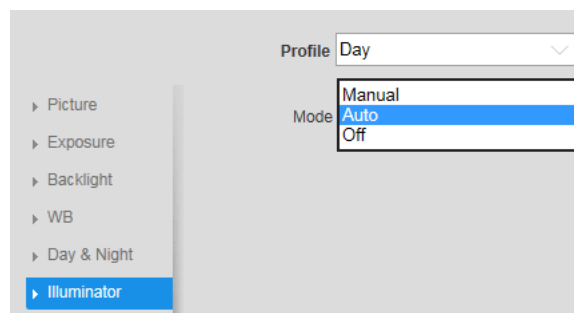 Profile Day
Manual
Mode Auto
Off
Picture
Exposure
Backlight
WB
Day & Night
Illuminator